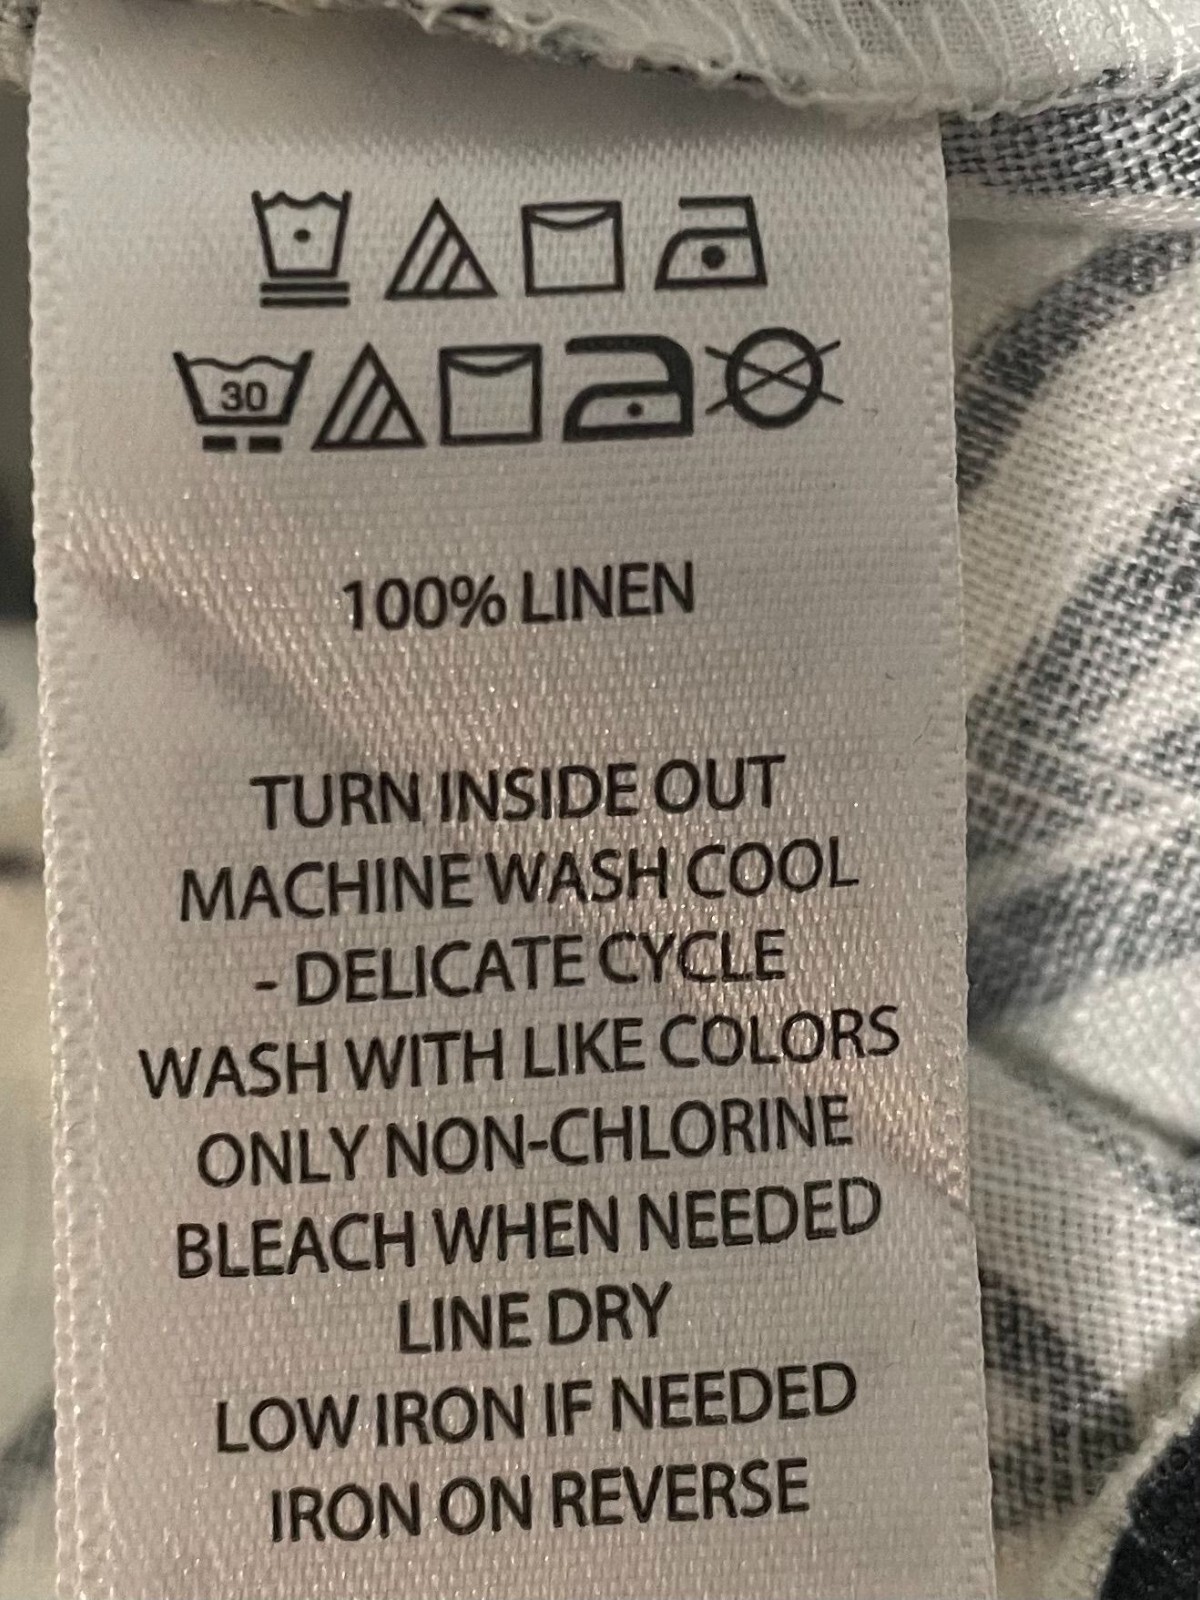 30
100% LINEN
TURN INSIDE OUT
MACHINE WASH COOL
- DELICATE CYCLE
WASH WITH LIKE COLORS
ONLY NON-CHLORINE
BLEACH WHEN NEEDED
LINE DRY
LOW IRON IF NEEDED
IRON ON REVERSE